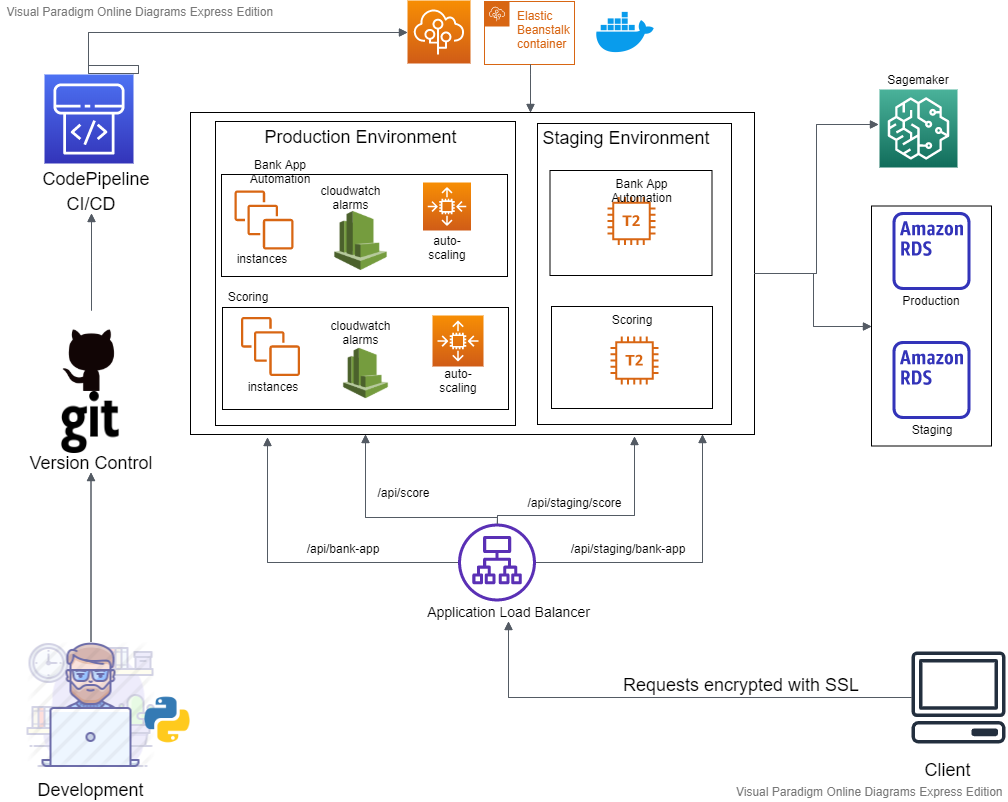 Visual Paradigm Online Diagrams Express Edition
Elastic
Beanstalk
container
Sagemaker
CodePipeline
CI/CD
Production Environment
Staging Environment
Bank App
Automation
cloudwatch
alarms
instances
auto-
scaling
Bank App
Automation
T2
Scoring
cloudwatch
alarms
instances
auto-
scaling
Scoring
T2
Amazon
RDS
Production
Amazon
RDS
Staging
git
Version Control
/api/score
/api/staging/score
/api/bank-app
/api/staging/bank-app
Application Load Balancer
Requests encrypted with SSL
Development
Client
Visual Paradigm Online Diagrams Express Edition